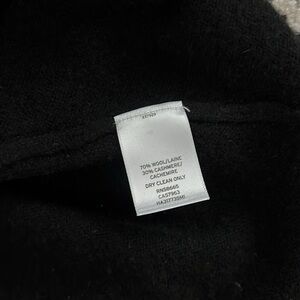 70% WOOL/LAINE
30% CASHMERE/
CACHEMIRE
DRY CLEAN ONLY
RN98665
CA57963